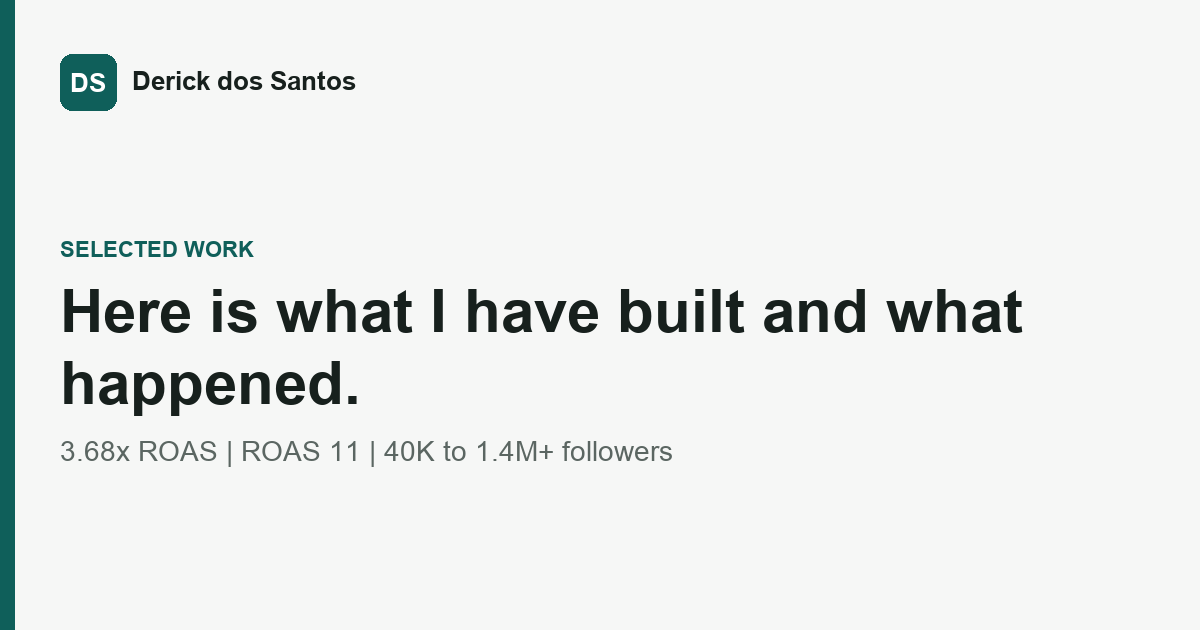 DS
Derick dos Santos
SELECTED WORK
Here is what I have built and what
happened.
3.68x ROAS | ROAS 11 | 40K to 1.4M+ followers